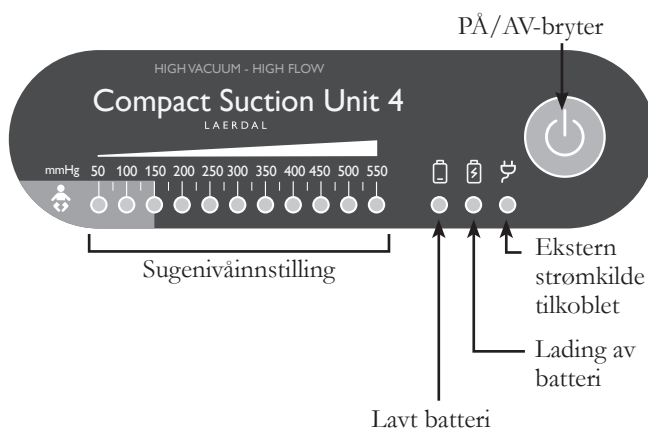 PÅ/AV-bryter
HIGH VACUUM - HIGH FLOW
Compact Suction Unit 4
LAERDAL
mmHg 50 100 150 200 250 300 350 400 450 500 550
Sugenivåinnstilling
Ekstern
strømkilde
tilkoblet
Lading av
batteri
Lavt batteri